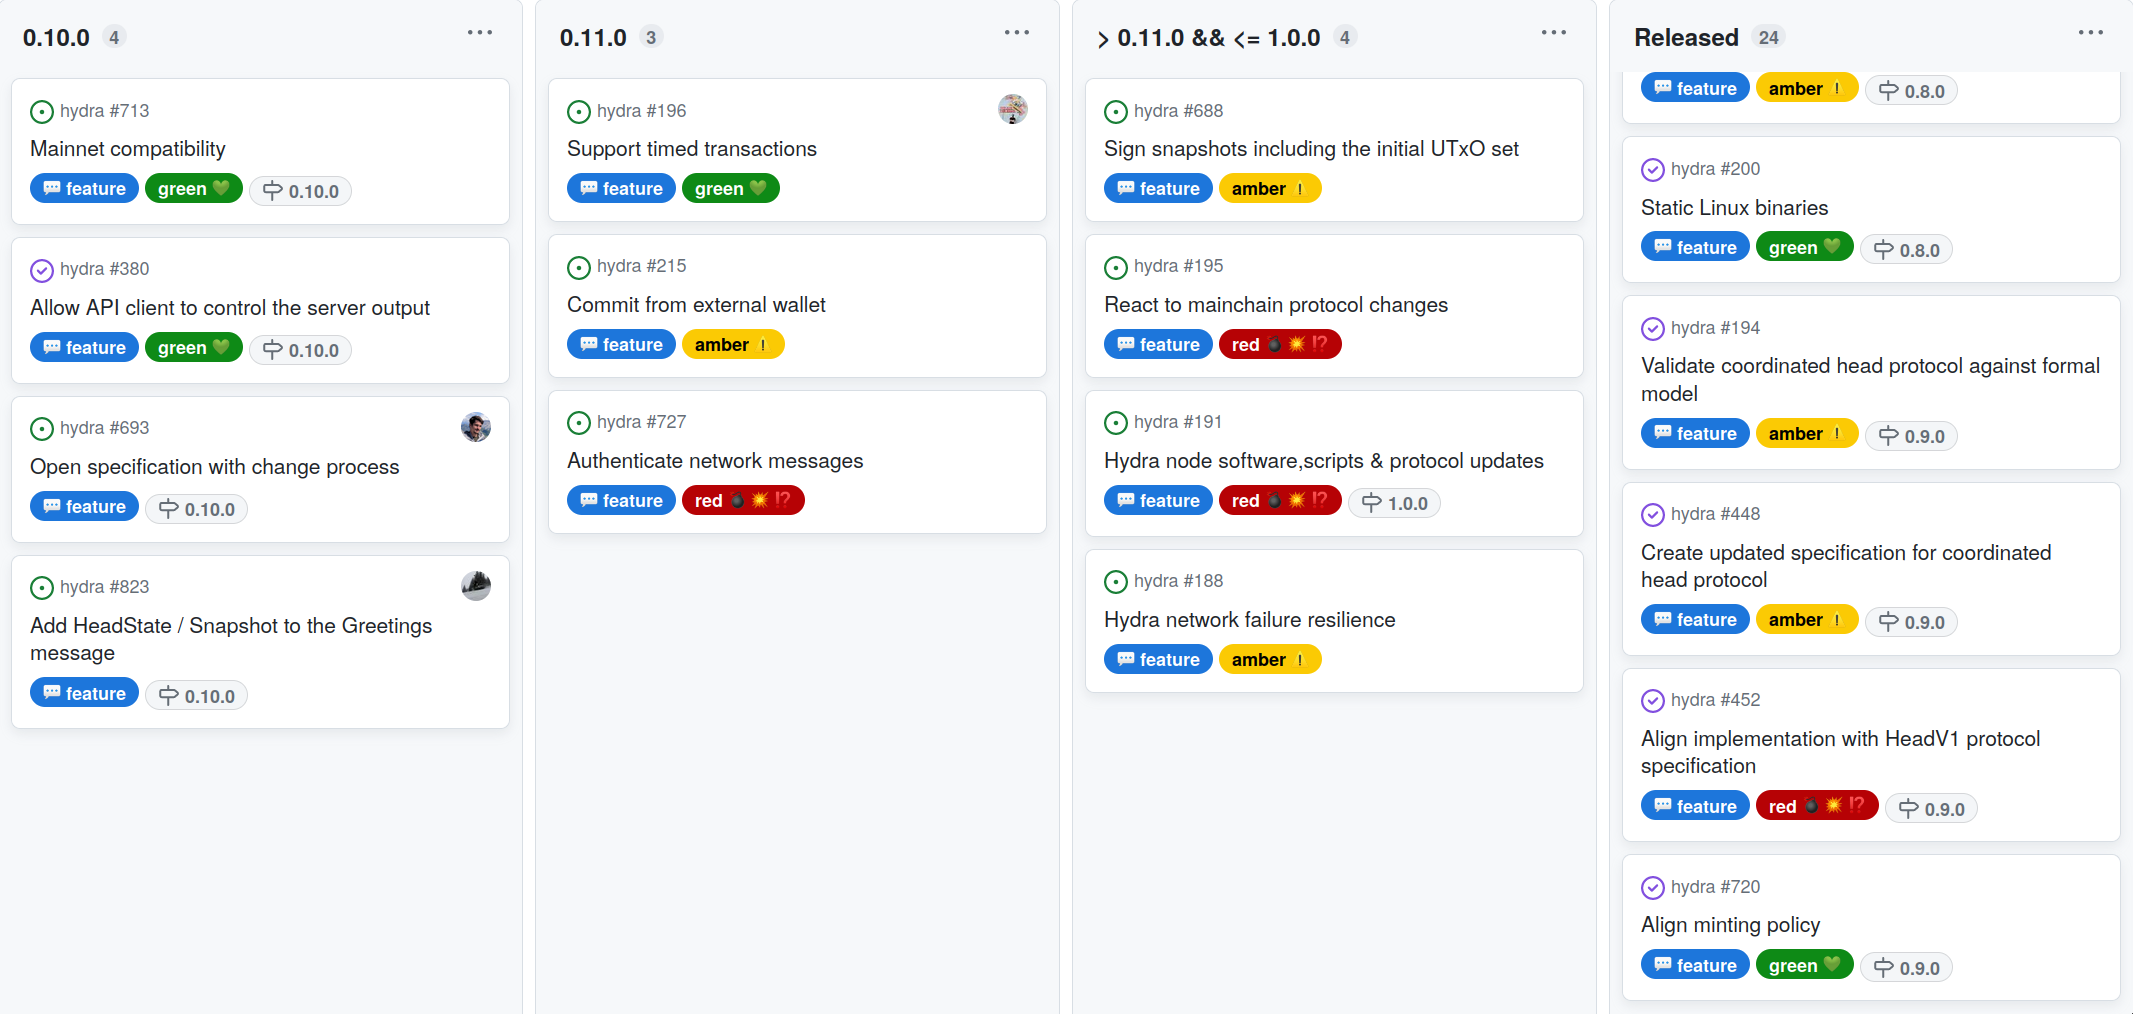 0.10.0 4
hydra #713
Mainnet compatibility
feature green 0.10.0
hydra #380
Allow API client to control the server output
feature green 0.10.0
hydra #693
Open specification with change process
feature 0.10.0
hydra #823
Add HeadState / Snapshot to the Greetings
message
feature 0.10.0
0.11.0 3
hydra #196
Support timed transactions
feature green
hydra #215
Commit from external wallet
feature amber
hydra #727
Authenticate network messages
feature red
> 0.11.0 && <= 1.0.0 4
hydra #688
Sign snapshots including the initial UTxO set
feature amber
hydra #195
React to mainchain protocol changes
feature red
hydra #191
Hydra node software,scripts & protocol updates
feature red 1.0.0
hydra #188
Hydra network failure resilience
feature amber
Released 24
feature amber 0.8.0
hydra #200
Static Linux binaries
feature green 0.8.0
hydra #194
Validate coordinated head protocol against formal
model
feature amber 0.9.0
hydra #448
Create updated specification for coordinated
head protocol
feature amber 0.9.0
hydra #452
Align implementation with HeadV1 protocol
specification
feature red 0.9.0
hydra #720
Align minting policy
feature green 0.9.0